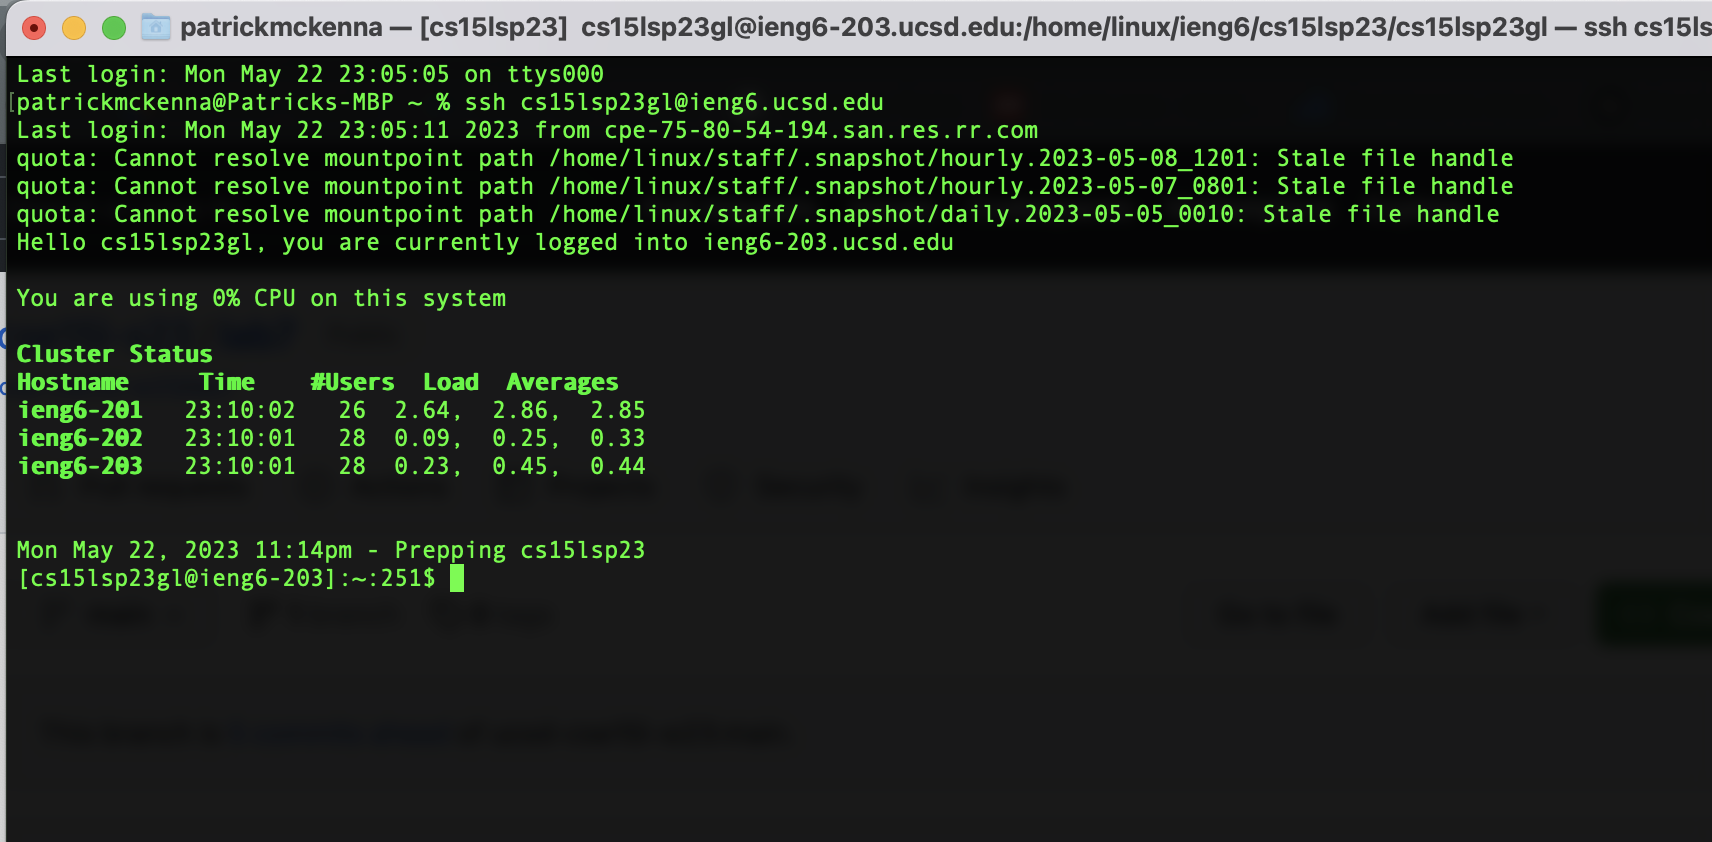 patrickmckenna — [cs15lsp23] cs15lsp23gl@ieng6-203.ucsd.edu:/home/linux/ieng6/cs15lsp23/cs15lsp23gl — ssh cs15ls
Last login: Mon May 22 23:05:05 on ttys000
[patrickmckenna@Patricks-MBP ~ % ssh cs15lsp23gl@ieng6.ucsd.edu
Last login: Mon May 22 23:05:11 2023 from cpe-75-80-54-194.san.res.rr.com
quota: Cannot resolve mountpoint path /home/linux/staff/.snapshot/hourly.2023-05-08_1201: Stale file handle
quota: Cannot resolve mountpoint path /home/linux/staff/.snapshot/hourly.2023-05-07_0801: Stale file handle
quota: Cannot resolve mountpoint path /home/linux/staff/.snapshot/daily.2023-05-05_0010: Stale file handle
Hello cs15lsp23gl, you are currently logged into ieng6-203.ucsd.edu
You are using 0% CPU on this system
Cluster Status
Hostname Time #Users Load Averages
ieng6-201 23:10:02 26 2.64, 2.86, 2.85
ieng6-202 23:10:01 28 0.09, 0.25, 0.33
ieng6-203 23:10:01 28 0.23, 0.45, 0.44
Mon May 22, 2023 11:14pm - Prepping cs15lsp23
[cs15lsp23gl@ieng6-203]:~:251$